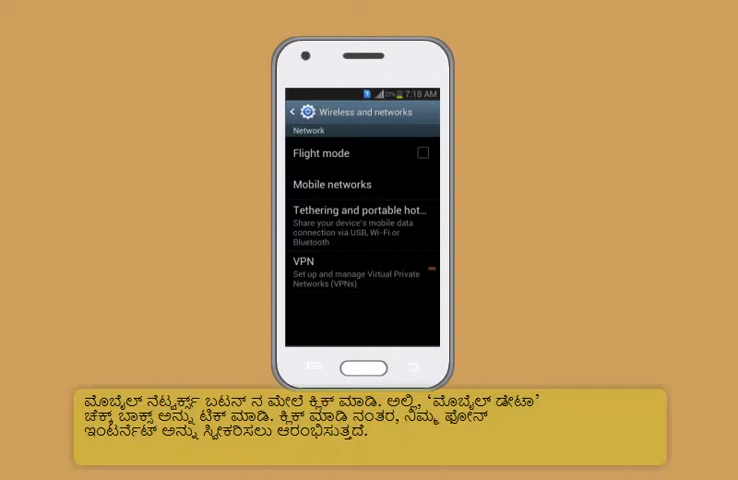 27% 7:18 AM
Wireless and networks
Network
Flight mode
Mobile networks
Tethering and portable hot...
Share your device's mobile data
connection via USB, Wi-Fi or
Bluetooth
VPN
Set up and manage Virtual Private
Networks (VPNs)
ಮೊಬೈಲ್ ನೆಟ್ವರ್ಕ್ಸ್ ಬಟನ್ ನ ಮೇಲೆ ಕ್ಲಿಕ್ ಮಾಡಿ. ಅಲ್ಲಿ, ‘ಮೊಬೈಲ್ ಡೇಟಾ’
ಚೆಕ್ಕ್ ಬಾಕ್ಸ್ ಅನ್ನು ಟಿಕ್ ಮಾಡಿ. ಕ್ಲಿಕ್ ಮಾಡಿ ನಂತರ, ನಿಮ್ಮ ಫೋನ್
ಇಂಟರ್ನೆಟ್ ಅನ್ನು ಸ್ವೀಕರಿಸಲು ಆರಂಭಿಸುತ್ತದೆ.